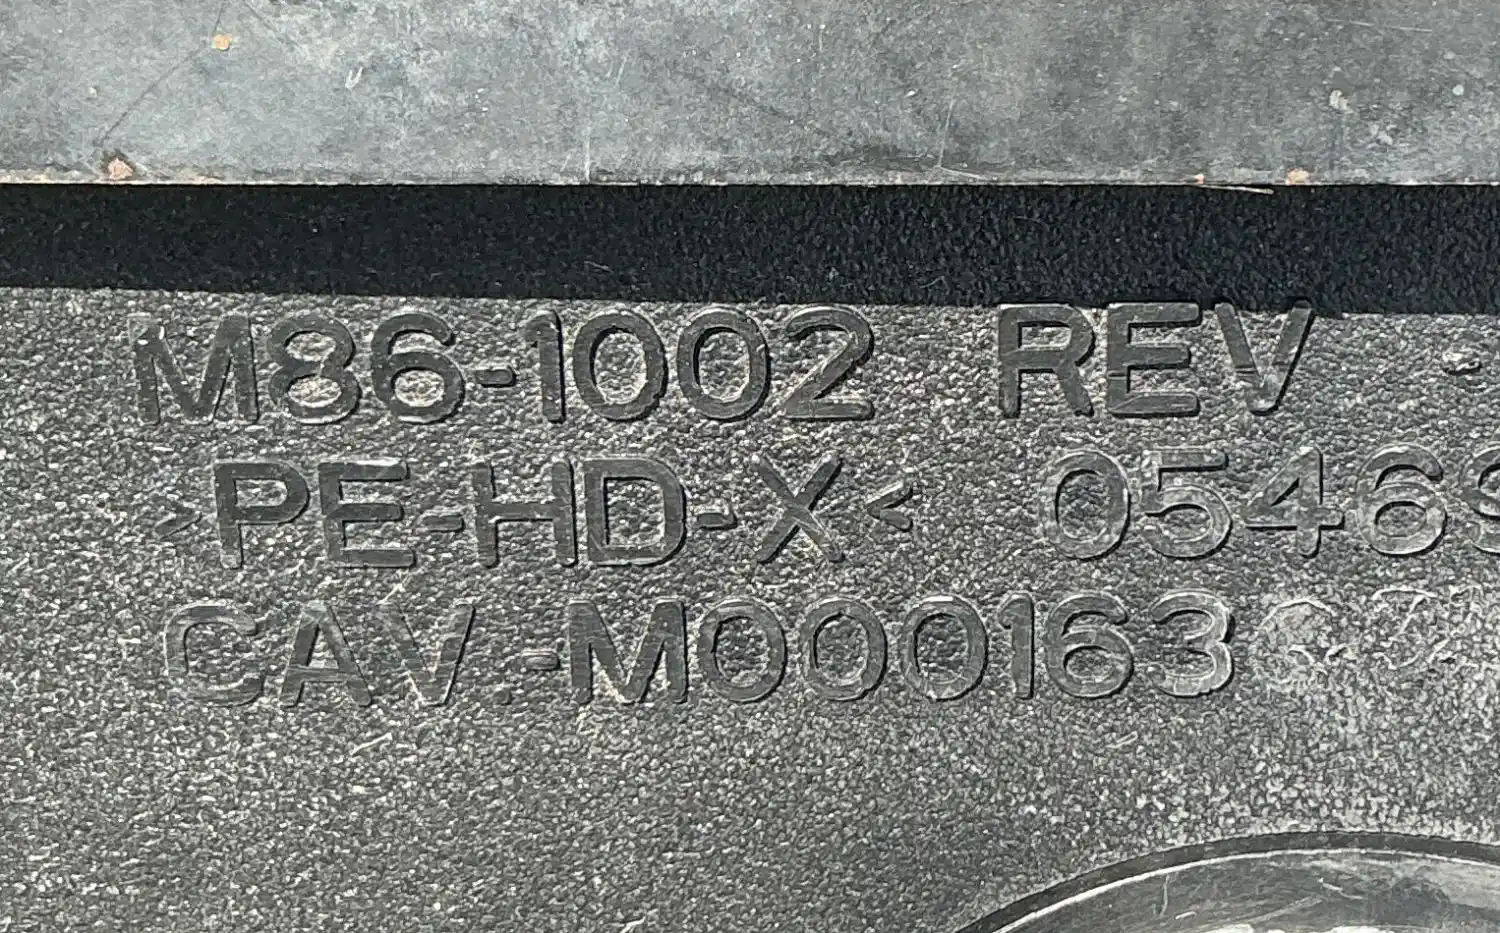 M86-1002 REV -
>PE-HD-X< 0546
CAV.-M000163